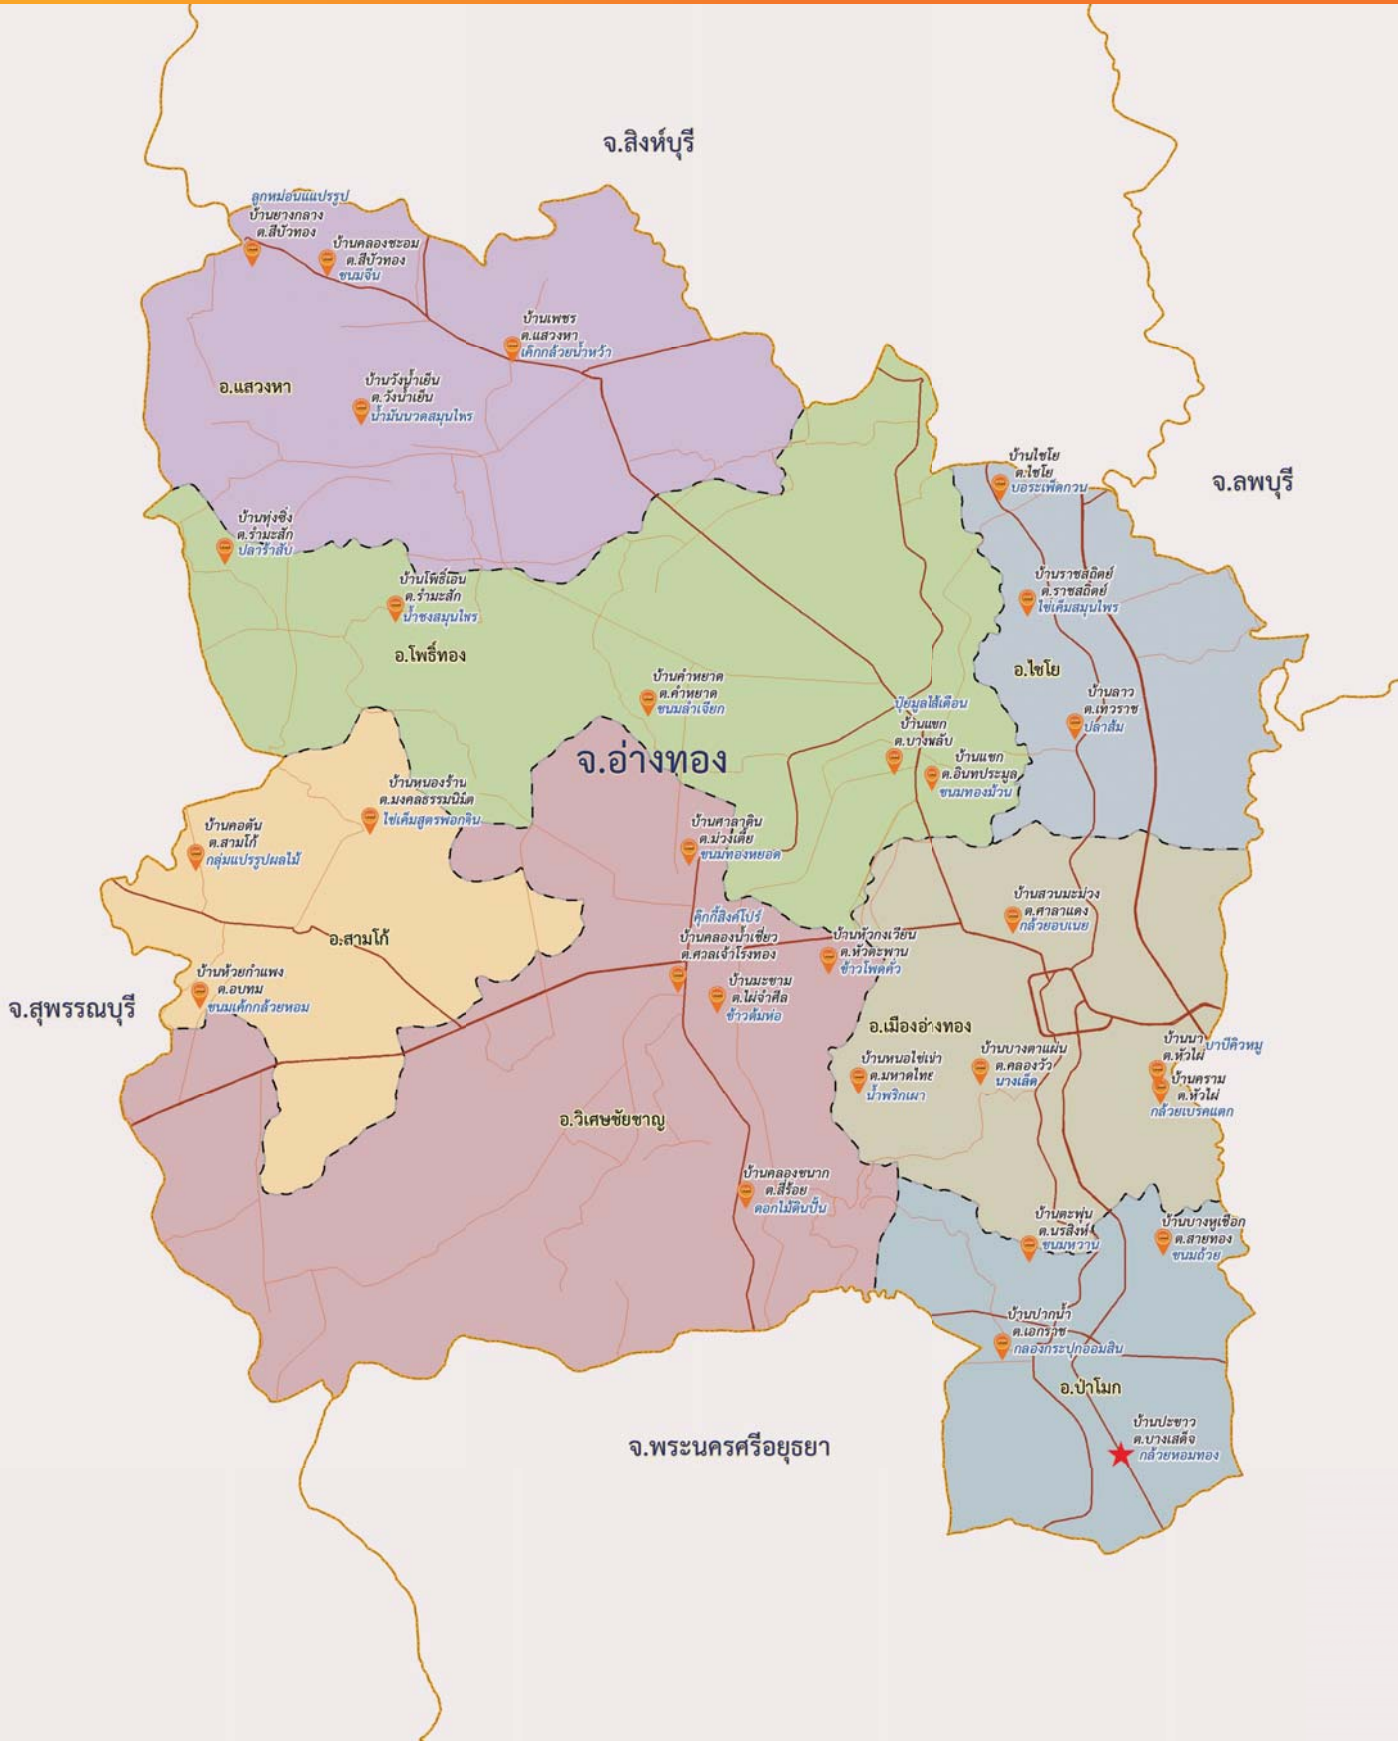 จ.สิงห์บุรี
ลูกหม่อนแแปรรูป
บ้านยางกลาง
ต.สีบัวทอง
บ้านคลองชะอม
ต.สีบัวทอง
ขนมจีน
บ้านเพชร
ต.แสวงหา
เค้กกล้วยน้ำหว้า
อ.แสวงหา
บ้านวังน้ำเย็น
ต.วังน้ำเย็น
น้ำมันนวดสมุนไพร
บ้านไชโย
ต.ไชโย
บอระเพ็ดกวน
จ.ลพบุรี
บ้านทุ่งซิ่ง
ต.รำมะสัก
ปลาร้าสับ
บ้านโพธิ์เอน
ต.รำมะสัก
น้ำชงสมุนไพร
บ้านราชสถิตย์
ต.ราชสถิตย์
ไข่เค็มสมุนไพร
อ.โพธิ์ทอง
อ.ไชโย
บ้านคำหยาด
ต.คำหยาด
ขนมลำเจียก
บ้านลาว
ต.เทวราช
ปลาส้ม
ปุ๋ยมูลไส้เดือน
บ้านแขก
ต.บางพลับ
บ้านแขก
ต.อินทประมูล
ขนมทองม้วน
จ.อ่างทอง
บ้านหนองร้าน
ต.มงคลธรรมนิมิต
ไข่เค็มสูตรพอกดิน
บ้านคอตัน
ต.สามโก้
กลุ่มแปรรูปผลไม้
บ้านศาลาดิน
ต.ม่วงเตี้ย
ขนมทองหยอด
บ้านสวนมะม่วง
ต.ศาลาแดง
กล้วยอบเนย
คุ๊กกี้สิงค์โปร์
บ้านคลองน้ำเชี่ยว
ต.ศาลเจ้าโรงทอง
บ้านหัวกงเวียน
ต.หัวตะพาน
ข้าวโพดคั่ว
อ.สามโก้
บ้านห้วยกำแพง
ต.อบทม
ขนมเค้กกล้วยหอม
บ้านมะขาม
ต.ไผ่จำศีล
ข้าวต้มห่อ
จ.สุพรรณบุรี
อ.เมืองอ่างทอง
บ้านหนอไข่เน่า
ต.มหาดไทย
น้ำพริกเผา
บ้านบางตาแผ่น
ต.คลองวัว
นางเล็ด
บ้านนา
ต.หัวไผ่
บาบีคิวหมู
บ้านคราม
ต.หัวไผ่
กล้วยเบรคแตก
อ.วิเศษชัยชาญ
บ้านคลองขนาก
ต.สี่ร้อย
ดอกไม้ดินปั้น
บ้านตะพุ่น
ต.นรสิงห์
ขนมหวาน
บ้านบางหูเชือก
ต.สายทอง
ขนมถ้วย
บ้านปากน้ำ
ต.เอกราช
กลองกระปุกออมสิน
อ.ป่าโมก
บ้านปะขาว
ต.บางเสด็จ
กล้วยหอมทอง
จ.พระนครศรีอยุธยา